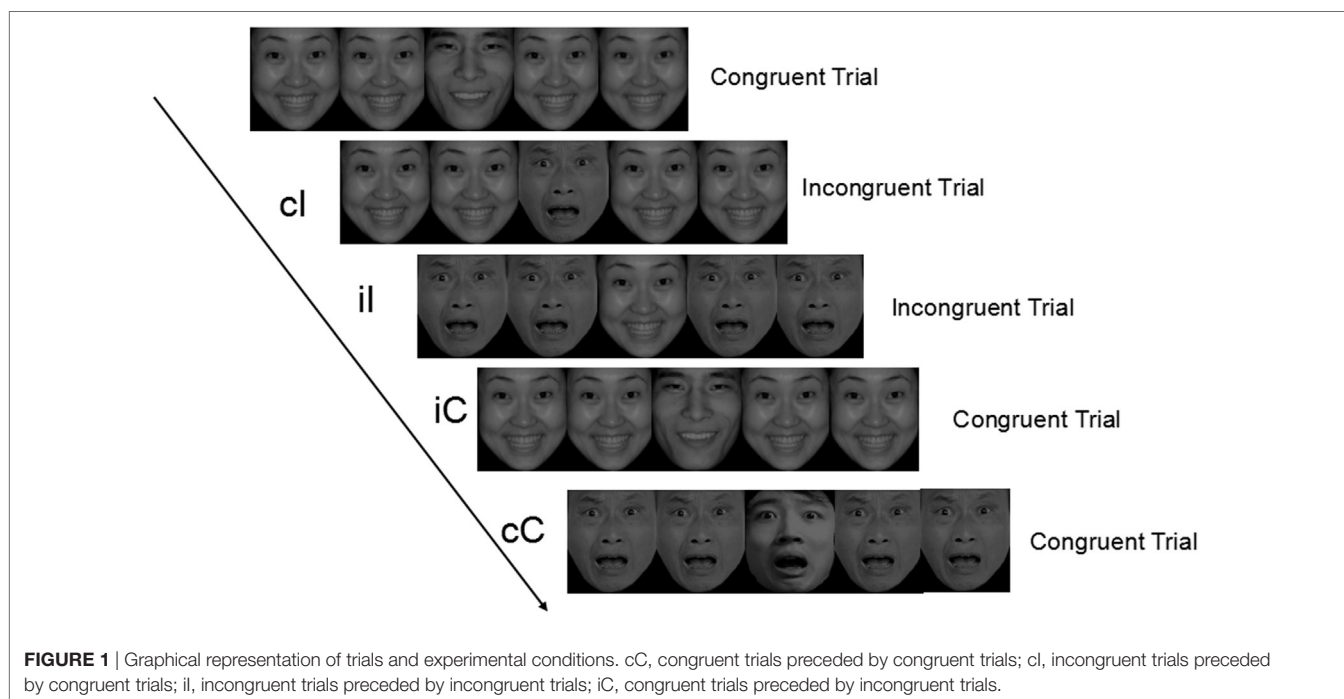 Congruent Trial
cI
Incongruent Trial
iI
Incongruent Trial
iC
Congruent Trial
cC
Congruent Trial
FIGURE 1 | Graphical representation of trials and experimental conditions. cC, congruent trials preceded by congruent trials; cI, incongruent trials preceded
by congruent trials; iI, incongruent trials preceded by incongruent trials; iC, congruent trials preceded by incongruent trials.